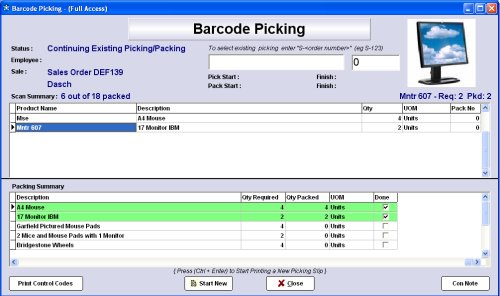 Barcode Picking - (Full Access)
Barcode Picking
Status : Continuing Existing Picking/Packing
To select existing picking enter "S-<order number>" (eg S-123)
Employee :
0
Sale : Sales Order DEF139
Dasch
Pick Start : Finish :
Pack Start : Finish :
Scan Summary : 6 out of 18 packed
Mntr 607 - Req: 2 Pkd: 2
Product Name Description Qty UOM Pack No
Mse A4 Mouse 4 Units 0
Mntr 607 17 Monitor IBM 2 Units 0
Packing Summary
Description Qty Required Qty Packed UOM Done
A4 Mouse 4 4 Units
17 Monitor IBM 2 2 Units
Garfield Pictured Mouse Pads 4 0 Units
2 Mice and Mouse Pads with 1 Monitor 2 0 Units
Bridgestone Wheels 4 0 Units
( Press (Ctrl + Enter) to Start Printing a New Picking Slip )
Print Control Codes Start New Close Con Note